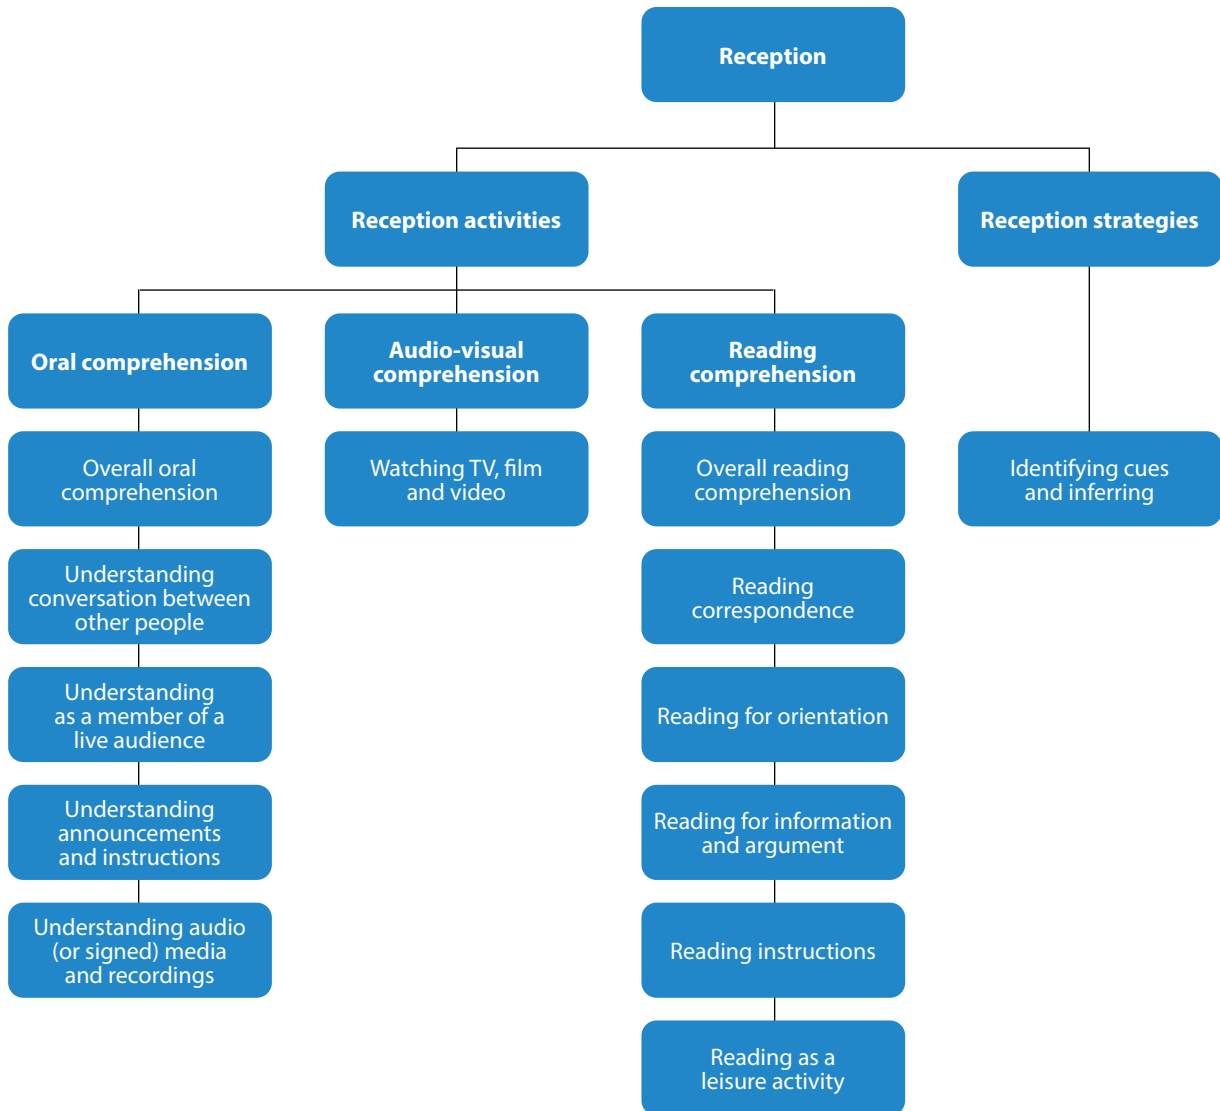 Reception
Reception activities
Reception strategies
Oral comprehension
Audio-visual
comprehension
Reading
comprehension
Overall oral
comprehension
Watching TV, film
and video
Overall reading
comprehension
Identifying cues
and inferring
Understanding
conversation between
other people
Reading
correspondence
Understanding
as a member of a
live audience
Reading for orientation
Understanding
announcements
and instructions
Reading for information
and argument
Understanding audio
(or signed) media
and recordings
Reading instructions
Reading as a
leisure activity